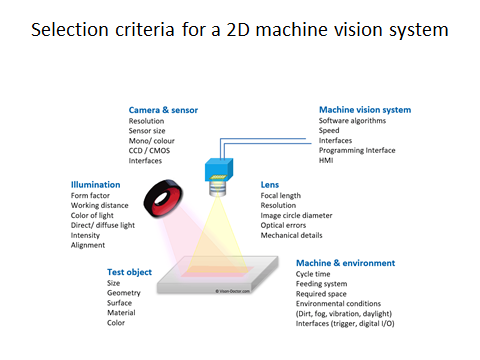 Selection criteria for a 2D machine vision system
Camera & sensor
Resolution
Sensor size
Mono/ colour
CCD / CMOS
Interfaces
Machine vision system
Software algorithms
Speed
Interfaces
Programming Interface
HMI
Illumination
Form factor
Working distance
Color of light
Direct/ diffuse light
Intensity
Alignment
Lens
Focal length
Resolution
Image circle diameter
Optical errors
Mechanical details
Test object
Size
Geometry
Surface
Material
Color
Machine & environment
Cycle time
Feeding system
Required space
Environmental conditions
(Dirt, fog, vibration, daylight)
Interfaces (trigger, digital I/O)
© Vision-Doctor.com